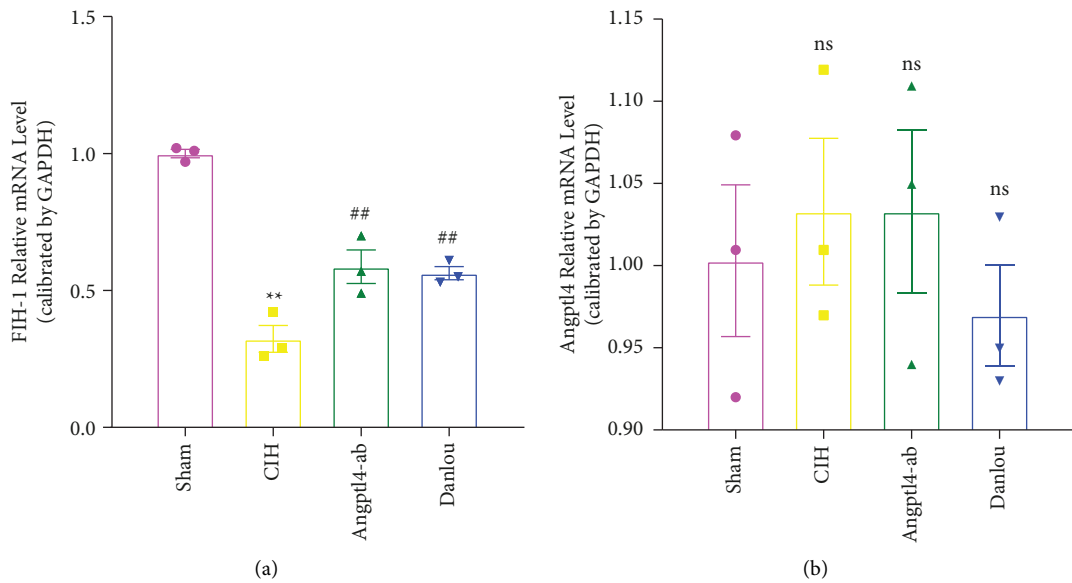 FIH-1 Relative mRNA Level
(calibrated by GAPDH)
1.5
1.0
0.5
0.0
**
##
##
Sham
CIH
Angptl4-ab
Danlou
(a)
Angptl4 Relative mRNA Level
(calibrated by GAPDH)
1.15
1.10
1.05
1.00
0.95
0.90
ns
ns
ns
Sham
CIH
Angptl4-ab
Danlou
(b)